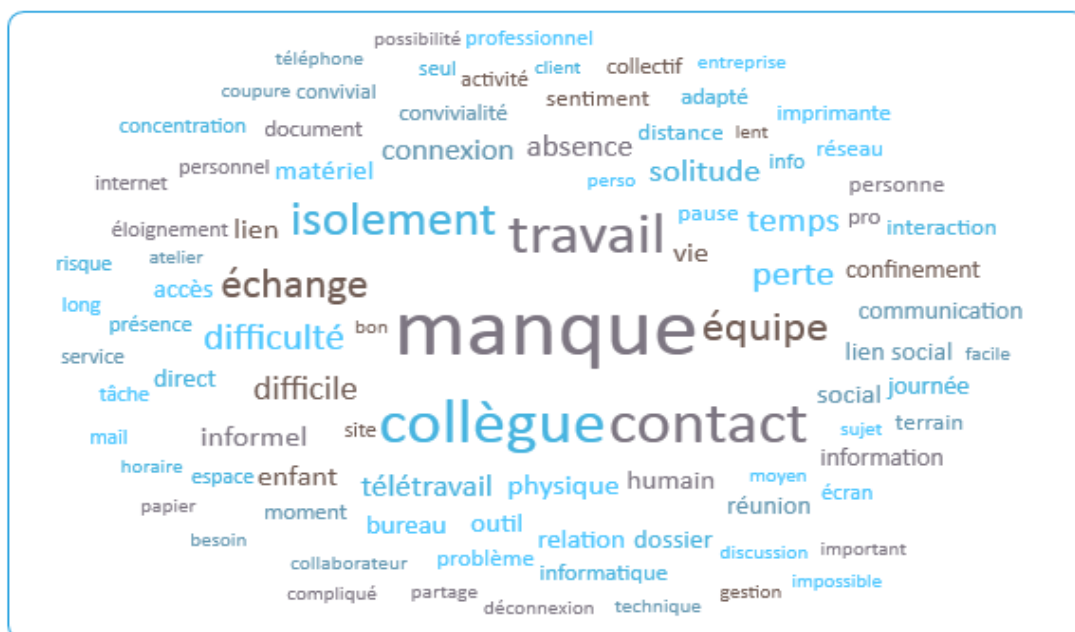 possibilité professionnel
téléphone seul activité client collectif entreprise
coupure convivial convivialité sentiment adapté
concentration document distance lent imprimante
connexion absence réseau
internet personnel matériel perso solitude info personne
éloignement lien isolement travail vie pause temps pro interaction
risque atelier
long accès échange perte confinement
présence difficulté bon manque équipe communication
service lien social facile
tâche direct difficile social journée
mail informel site collègue contact sujet terrain
horaire espace enfant télétravail physique humain moyen information
papier moment bureau outil réunion écran
besoin relation dossier
collaborateur problème informatique discussion important
compliqué partage déconnexion technique gestion impossible